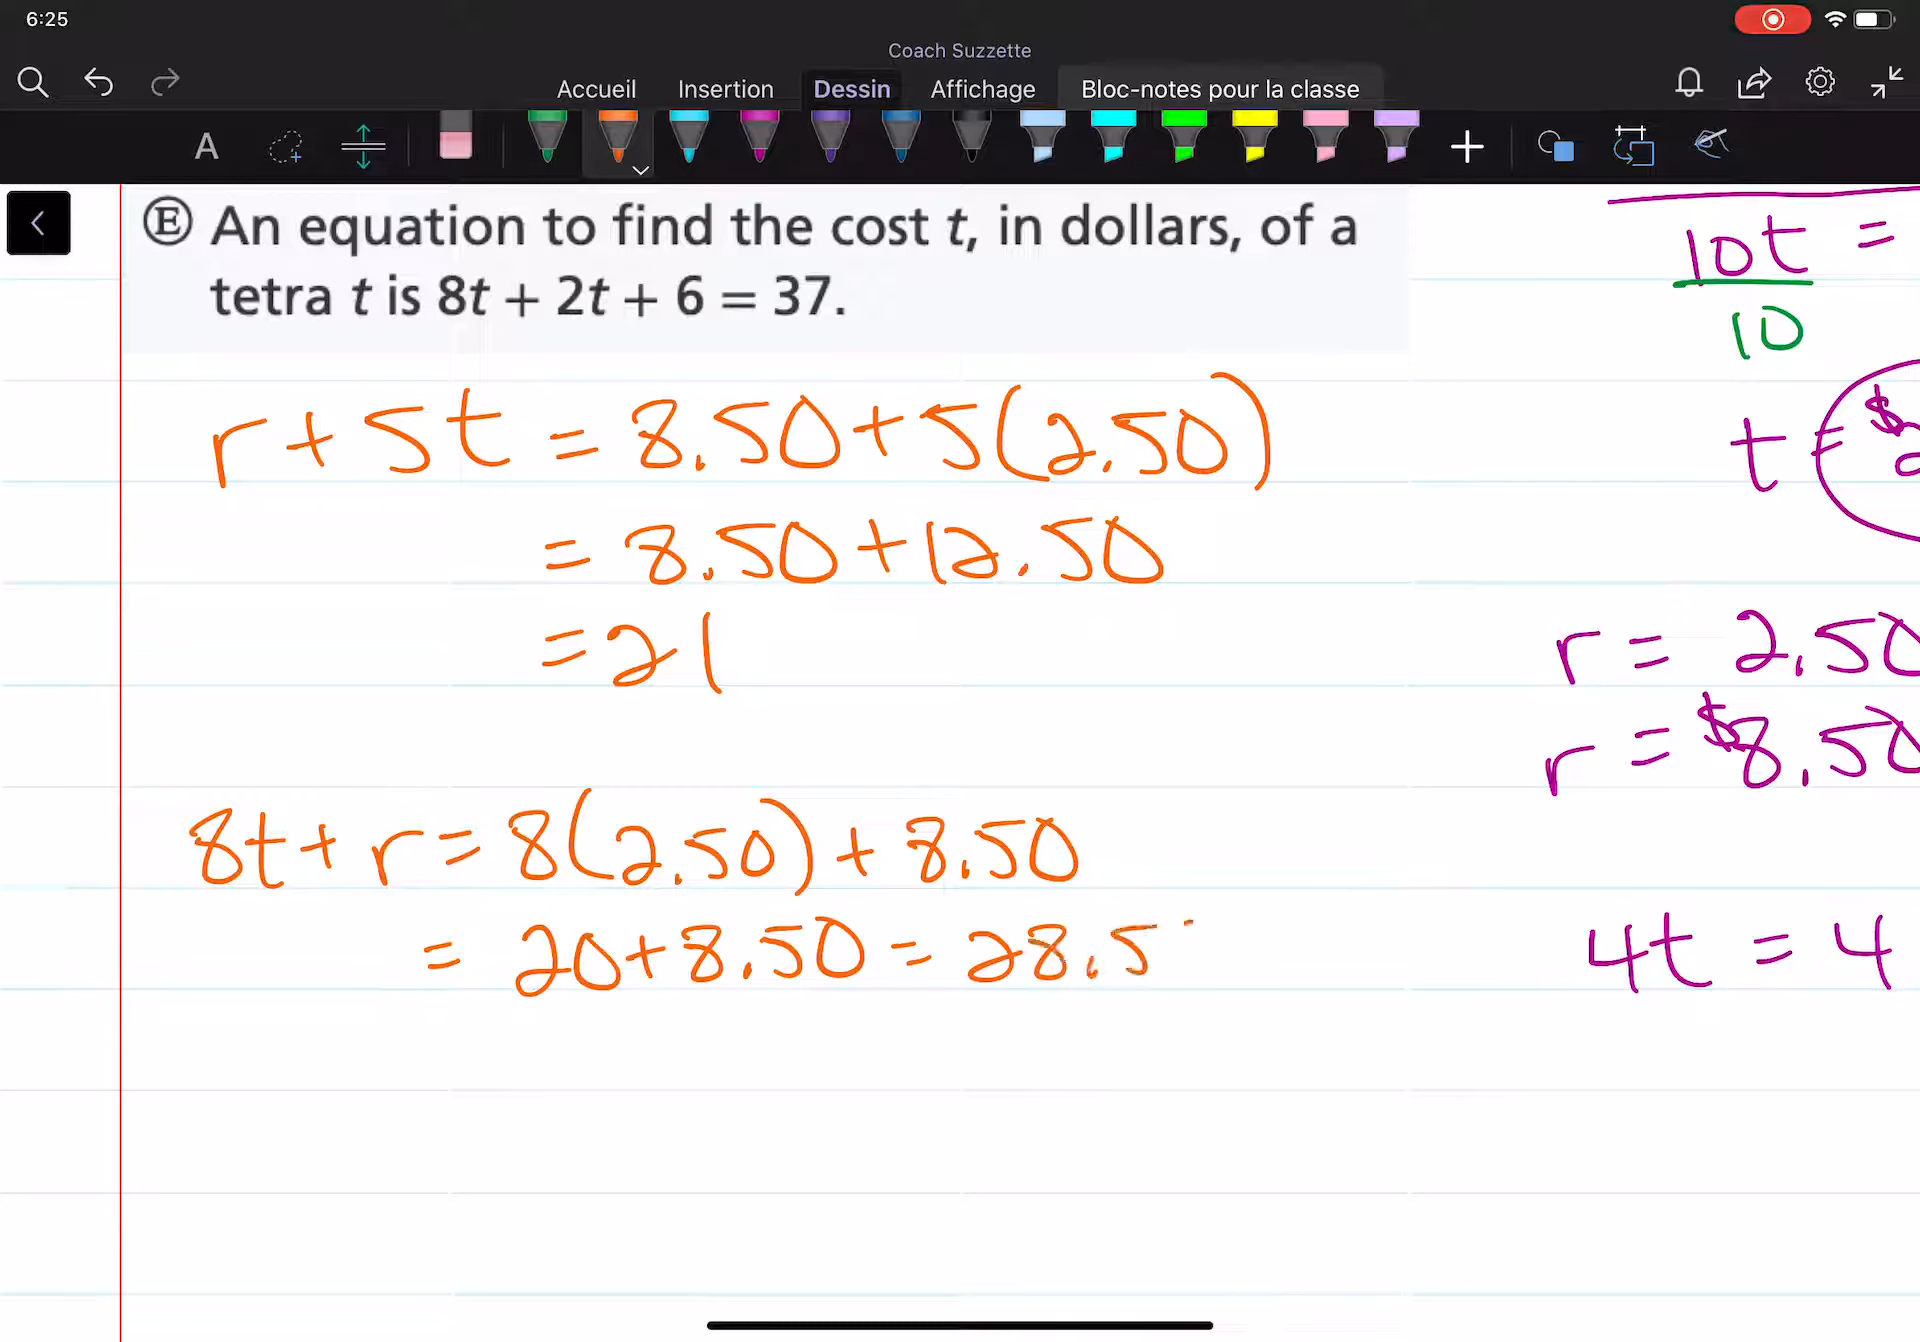 6:25
Coach Suzzette
Accueil Insertion Dessin Affichage Bloc-notes pour la classe
A
Ⓔ An equation to find the cost t, in dollars, of a
tetra t is 8t + 2t + 6 = 37.
r + 5t = 8.50 + 5(2.50)
= 8.50 + 12.50
= 21
8t + r = 8(2.50) + 8.50
= 20 + 8.50 = 28.5
10t =
10
t = $
r = 2.50
r = $8.50
4t = 4